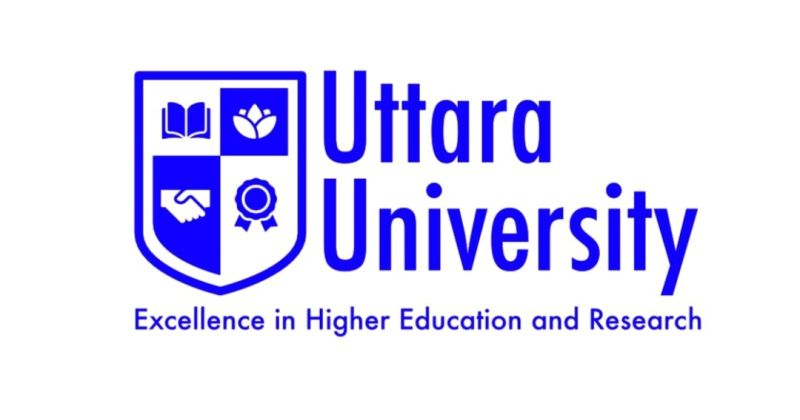 Uttara
University
Excellence in Higher Education and Research